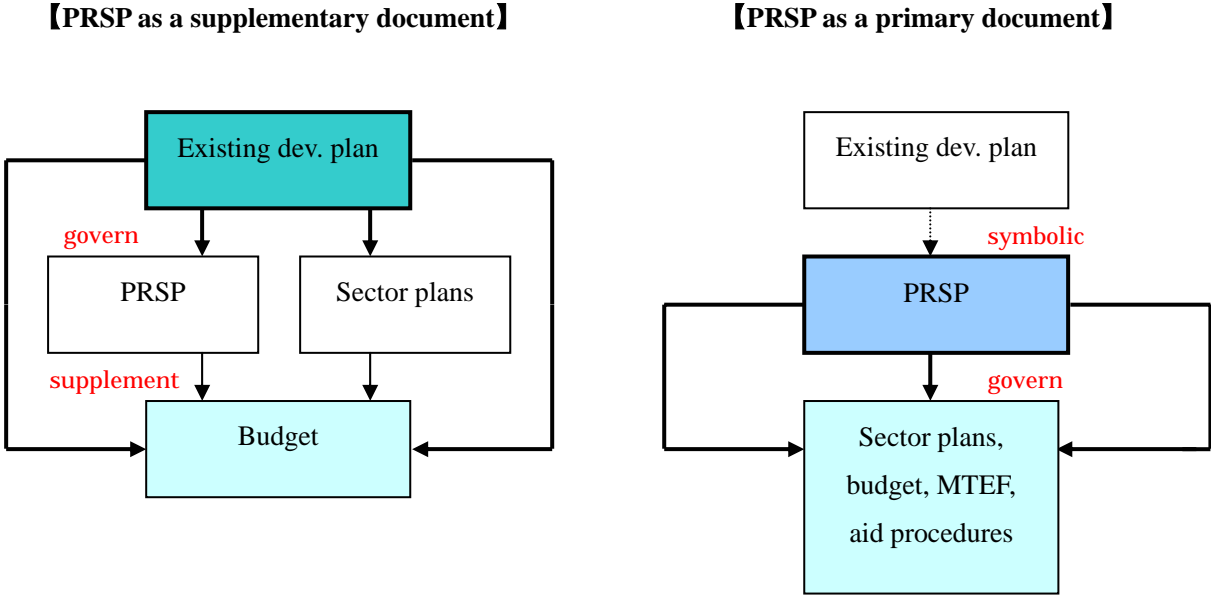 【PRSP as a supplementary document】
Existing dev. plan
govern
PRSP
Sector plans
supplement
Budget
【PRSP as a primary document】
Existing dev. plan
symbolic
PRSP
govern
Sector plans,
budget, MTEF,
aid procedures